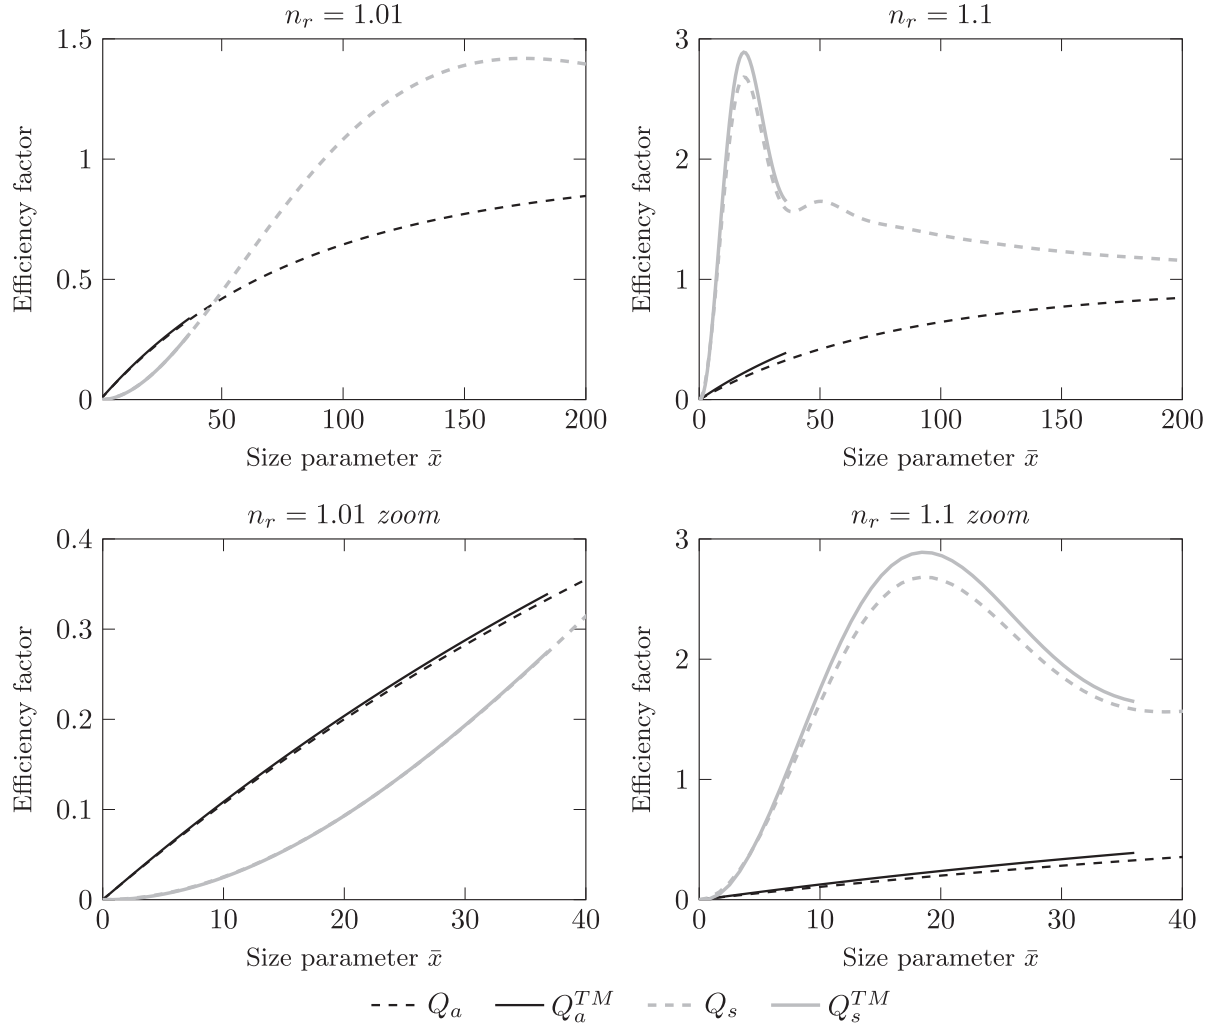 n_r = 1.01
n_r = 1.1
1.5
1
0.5
0
Efficiency factor
50 100 150 200
Size parameter x̄
3
2
1
0
Efficiency factor
0 50 100 150 200
Size parameter x̄
n_r = 1.01 zoom
n_r = 1.1 zoom
0.4
0.3
0.2
0.1
0
Efficiency factor
0 10 20 30 40
Size parameter x̄
3
2
1
0
Efficiency factor
0 10 20 30 40
Size parameter x̄
Q_a Q_a^{TM} Q_s Q_s^{TM}